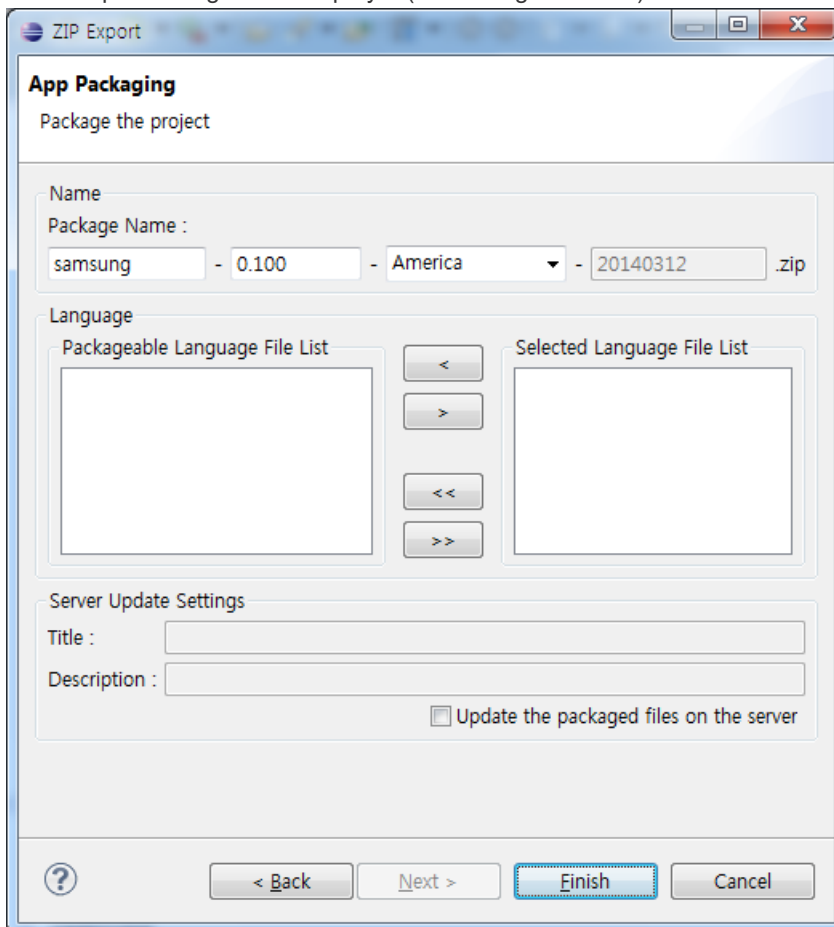 ZIP Export
App Packaging
Package the project
Name
Package Name :
samsung - 0.100 - America - 20140312 .zip
Language
Packageable Language File List
Selected Language File List
<
>
<<
>>
Server Update Settings
Title :
Description :
Update the packaged files on the server
? < Back Next > Finish Cancel